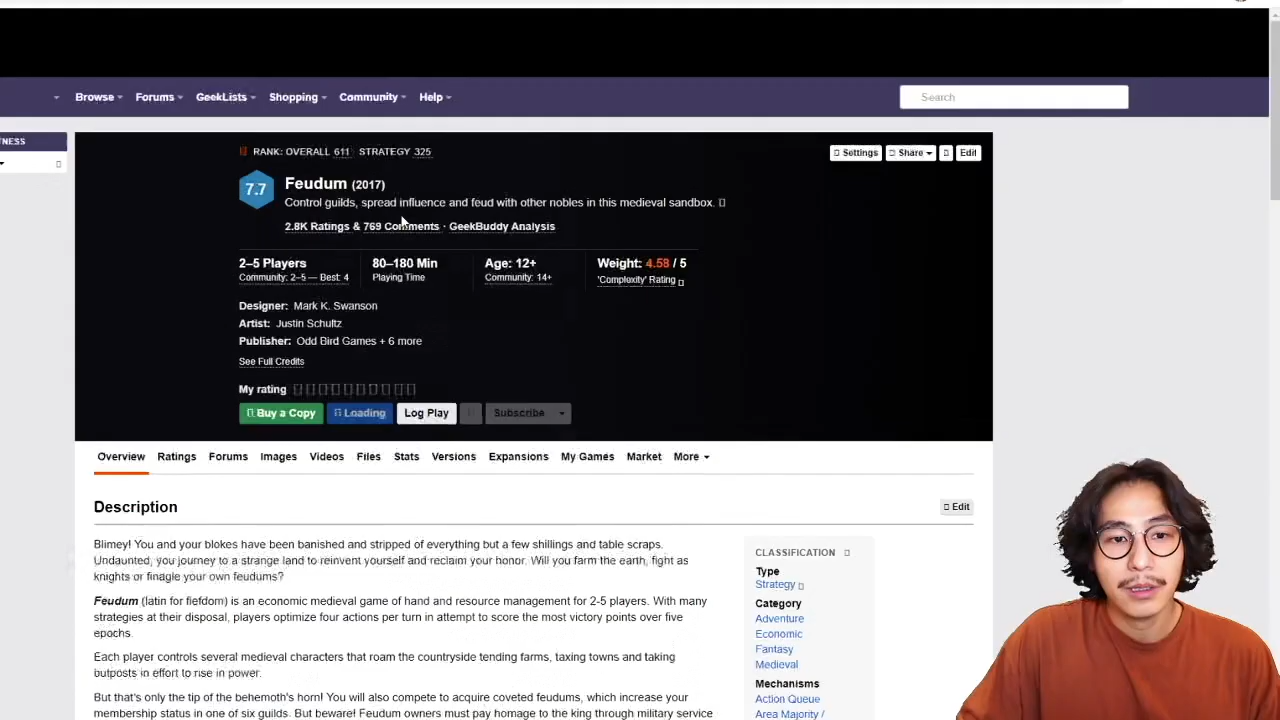 Browse
Forums
GeekLists
Shopping
Community
Help
Search
RANK: OVERALL 611 STRATEGY 325
Settings
Share
Edit
7.7
Feudum (2017)
Control guilds, spread influence and feud with other nobles in this medieval sandbox.
2.8K Ratings & 769 Comments · GeekBuddy Analysis
2–5 Players
Community: 2–5 — Best: 4
80–180 Min
Playing Time
Age: 12+
Community: 14+
Weight: 4.58 / 5
'Complexity' Rating
Designer: Mark K. Swanson
Artist: Justin Schultz
Publisher: Odd Bird Games + 6 more
See Full Credits
My rating
Buy a Copy
Loading
Log Play
Subscribe
Overview
Ratings
Forums
Images
Videos
Files
Stats
Versions
Expansions
My Games
Market
More
Description
Edit
Blimey! You and your blokes have been banished and stripped of everything but a few shillings and table scraps.
Undaunted, you journey to a strange land to reinvent yourself and reclaim your honor. Will you farm the earth, fight as
knights or finagle your own feudums?
Feudum (latin for fiefdom) is an economic medieval game of hand and resource management for 2-5 players. With many
strategies at their disposal, players optimize four actions per turn in attempt to score the most victory points over five
epochs.
Each player controls several medieval characters that roam the countryside tending farms, taxing towns and taking
outposts in effort to rise in power.
But that's only the tip of the behemoth's horn! You will also compete to acquire coveted feudums, which increase your
membership status in one of six guilds. But beware! Feudum owners must pay homage to the king through military service
CLASSIFICATION
Type
Strategy
Category
Adventure
Economic
Fantasy
Medieval
Mechanisms
Action Queue
Area Majority /